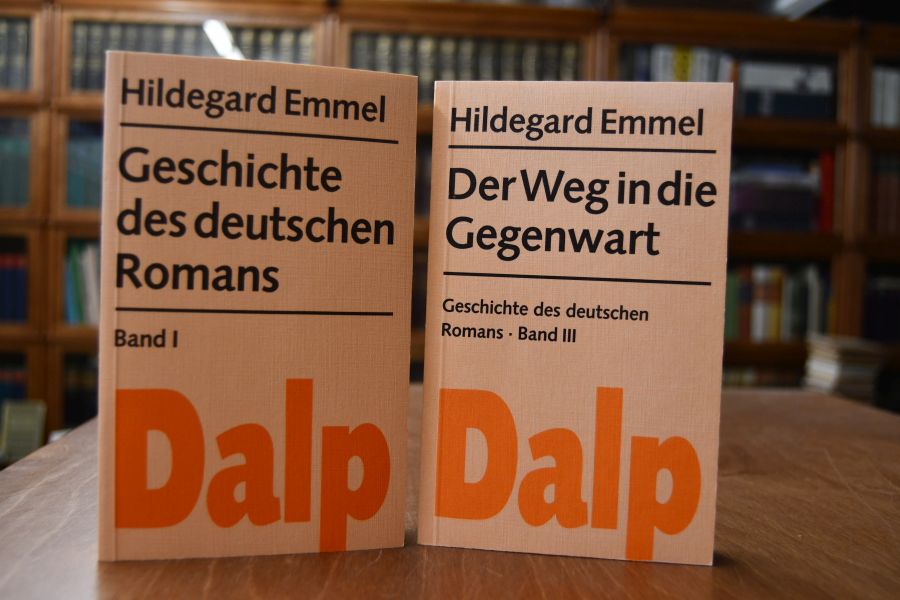 Hildegard Emmel
Geschichte
des deutschen
Romans
Band I
Dalp
Hildegard Emmel
Der Weg in die
Gegenwart
Geschichte des deutschen
Romans · Band III
Dalp